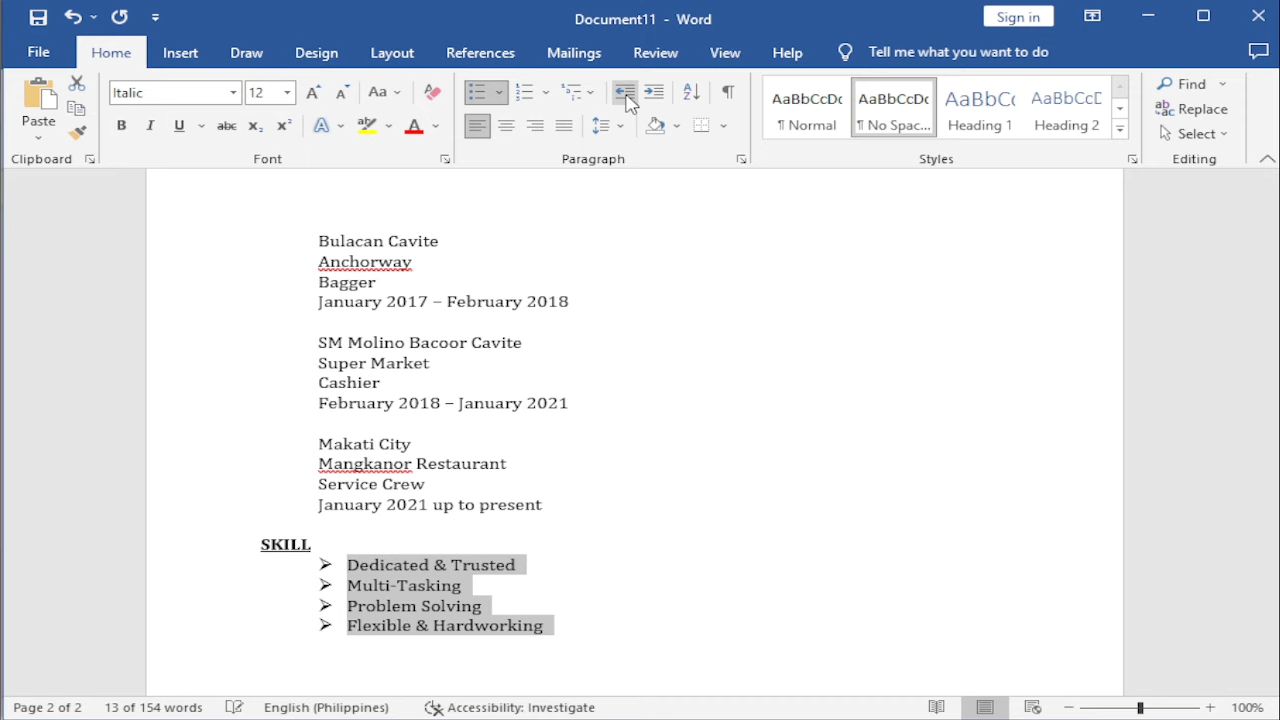 Document11 - Word
Sign in
File Home Insert Draw Design Layout References Mailings Review View Help Tell me what you want to do
Paste
Clipboard
Italic 12 Aa
B I U abc x₂ x² A A
Font
Paragraph
AaBbCcDc AaBbCcDc AaBbCc AaBbCcD
¶ Normal ¶ No Spac... Heading 1 Heading 2
Styles
Find
Replace
Select
Editing
Bulacan Cavite
Anchorway
Bagger
January 2017 – February 2018
SM Molino Bacoor Cavite
Super Market
Cashier
February 2018 – January 2021
Makati City
Mangkanor Restaurant
Service Crew
January 2021 up to present
SKILL
➢ Dedicated & Trusted
➢ Multi-Tasking
➢ Problem Solving
➢ Flexible & Hardworking
Page 2 of 2 13 of 154 words English (Philippines) Accessibility: Investigate 100%